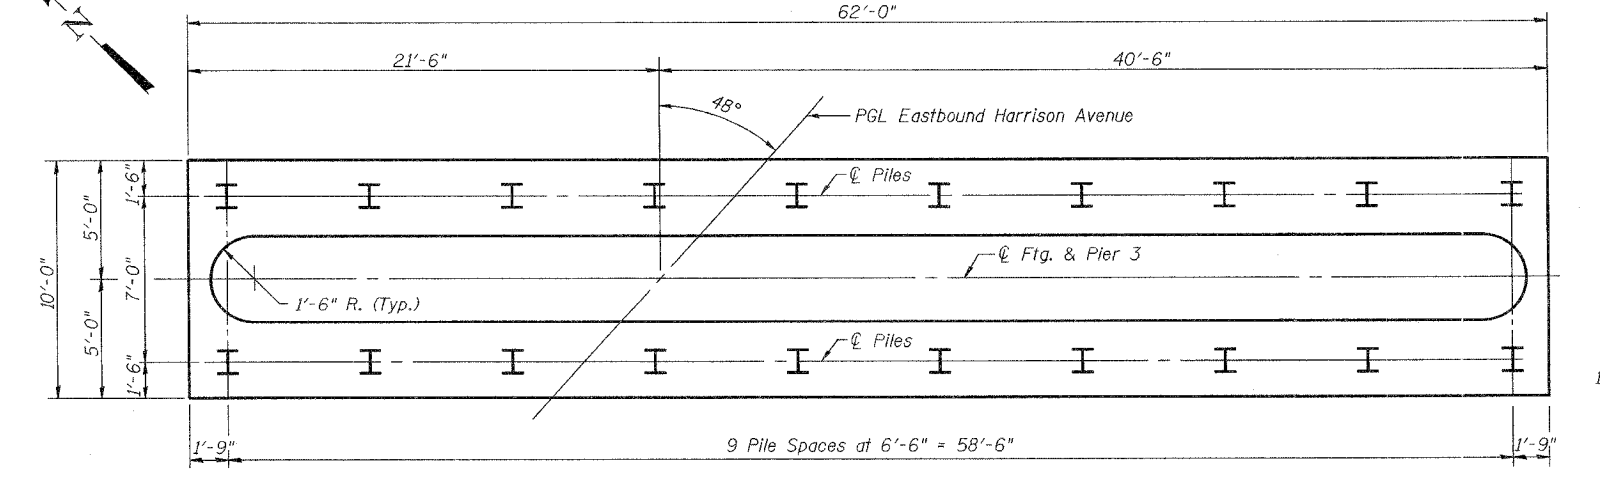 N
62'-0"
21'-6"
40'-6"
48°
PGL Eastbound Harrison Avenue
1'-6"
℄ Piles
5'-0"
10'-0"
7'-0"
℄ Ftg. & Pier 3
1'-6" R. (Typ.)
5'-0"
℄ Piles
1'-6"
1'-9"
9 Pile Spaces at 6'-6" = 58'-6"
1'-9"